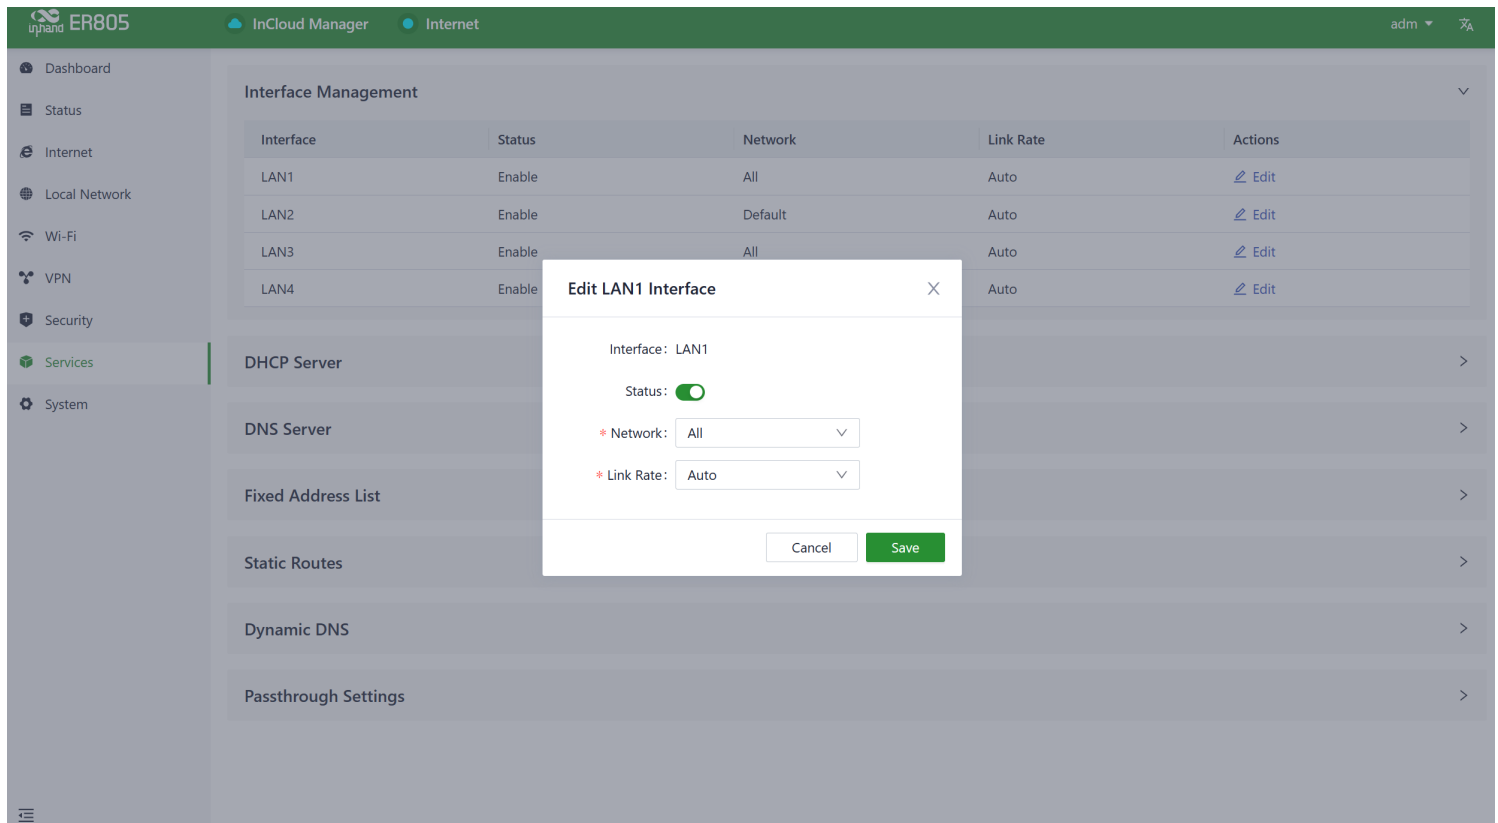 inhand ER805
InCloud Manager
Internet
adm
Dashboard
Status
Internet
Local Network
Wi-Fi
VPN
Security
Services
System
Interface Management
Interface Status Network Link Rate Actions
LAN1 Enable All Auto Edit
LAN2 Enable Default Auto Edit
LAN3 Enable All Auto Edit
LAN4 Enable Auto Edit
DHCP Server
DNS Server
Fixed Address List
Static Routes
Dynamic DNS
Passthrough Settings
Edit LAN1 Interface
Interface: LAN1
Status:
* Network: All
* Link Rate: Auto
Cancel Save